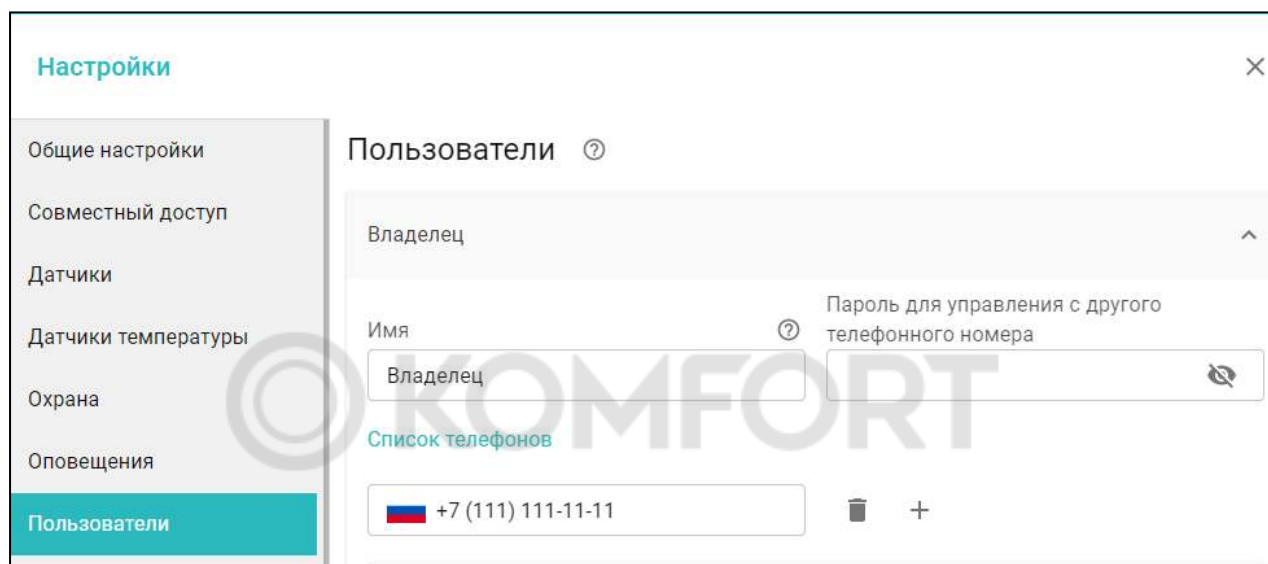 Настройки
Общие настройки
Совместный доступ
Датчики
Датчики температуры
Охрана
Оповещения
Пользователи
Пользователи
Владелец
Имя
Владелец
Пароль для управления с другого
телефонного номера
Список телефонов
+7 (111) 111-11-11
KOMFORT